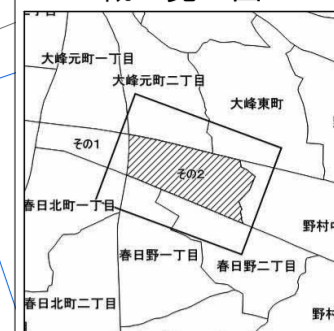 大峰元町一丁目
大峰元町二丁目
大峰東町
その1
その2
春日北町一丁目
野村中
春日野一丁目
春日野二丁目
春日北町二丁目
野村